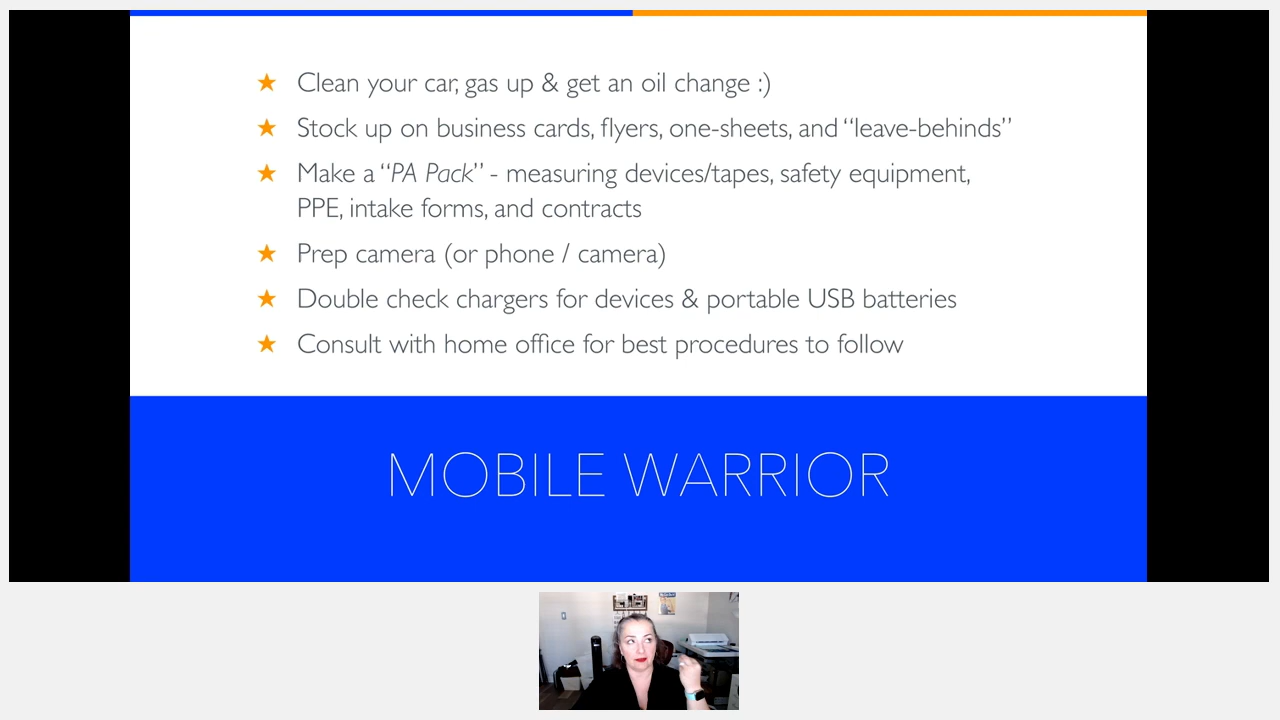 Clean your car, gas up & get an oil change :)
Stock up on business cards, flyers, one-sheets, and “leave-behinds”
Make a “PA Pack” - measuring devices/tapes, safety equipment,
PPE, intake forms, and contracts
Prep camera (or phone / camera)
Double check chargers for devices & portable USB batteries
Consult with home office for best procedures to follow
MOBILE WARRIOR